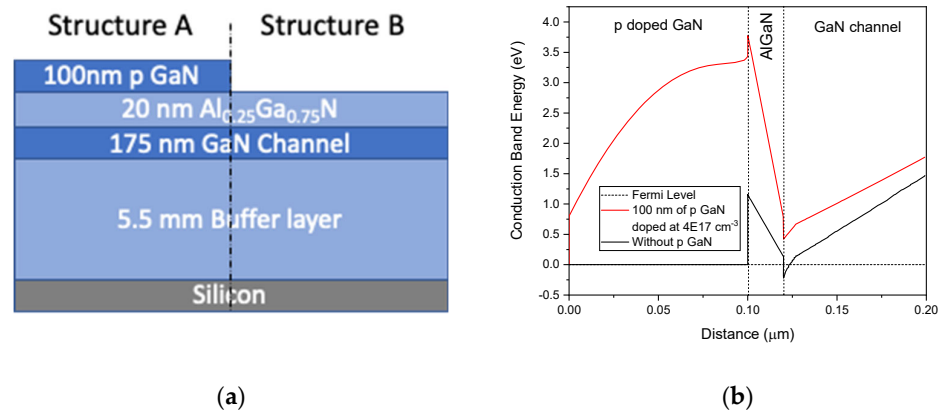 Structure A
Structure B
100nm p GaN
20 nm Al0.25Ga0.75N
175 nm GaN Channel
5.5 mm Buffer layer
Silicon
(a)
p doped GaN
AlGaN
GaN channel
Conduction Band Energy (eV)
4.0
3.5
3.0
2.5
2.0
1.5
1.0
0.5
0.0
-0.5
Fermi Level
100 nm of p GaN
doped at 4E17 cm⁻³
Without p GaN
0.00
0.05
0.10
0.15
0.20
Distance (μm)
(b)